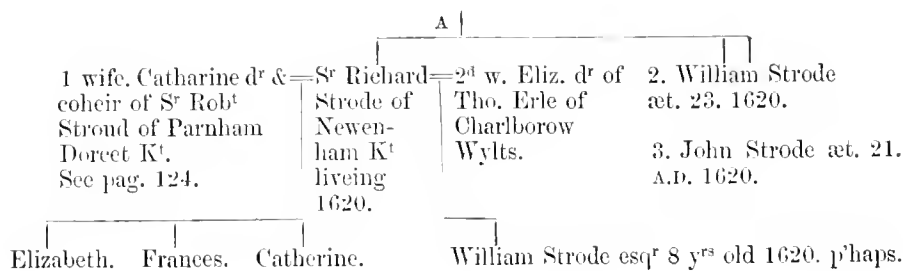 A
1 wife. Catharine dʳ &
coheir of Sʳ Robᵗ
Stroud of Parnham
Dorcet Kᵗ.
See pag. 124.
Sʳ Richard
Strode of
Newen-
ham Kᵗ
liveing
1620.
2ᵈ w. Eliz. dʳ of
Tho. Erle of
Charlborow
Wylts.
2. William Strode
æt. 23. 1620.
3. John Strode æt. 21.
A.D. 1620.
Elizabeth. Frances. Catherine.
William Strode esqʳ 8 yʳˢ old 1620. p'haps.